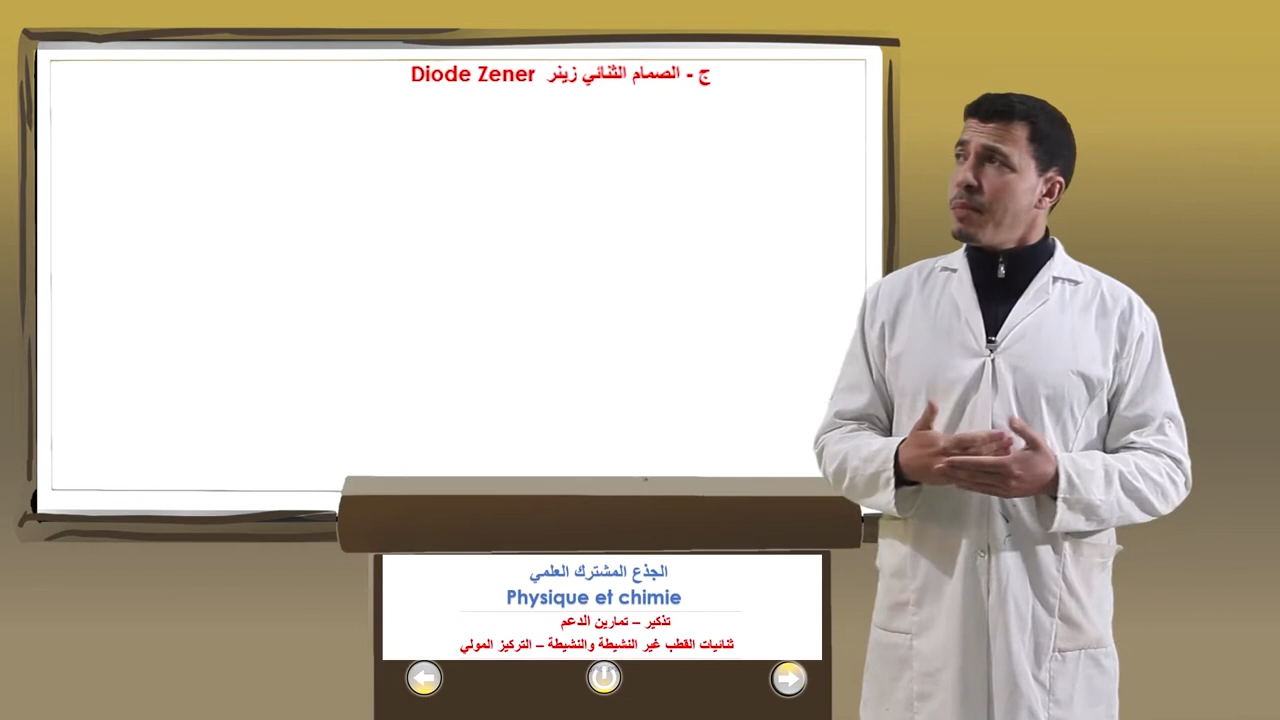 ج - الصمام الثنائي زينر Diode Zener
الجذع المشترك العلمي
Physique et chimie
تذكير – تمارين الدعم
ثنائيات القطب غير النشيطة والنشيطة – التركيز المولي